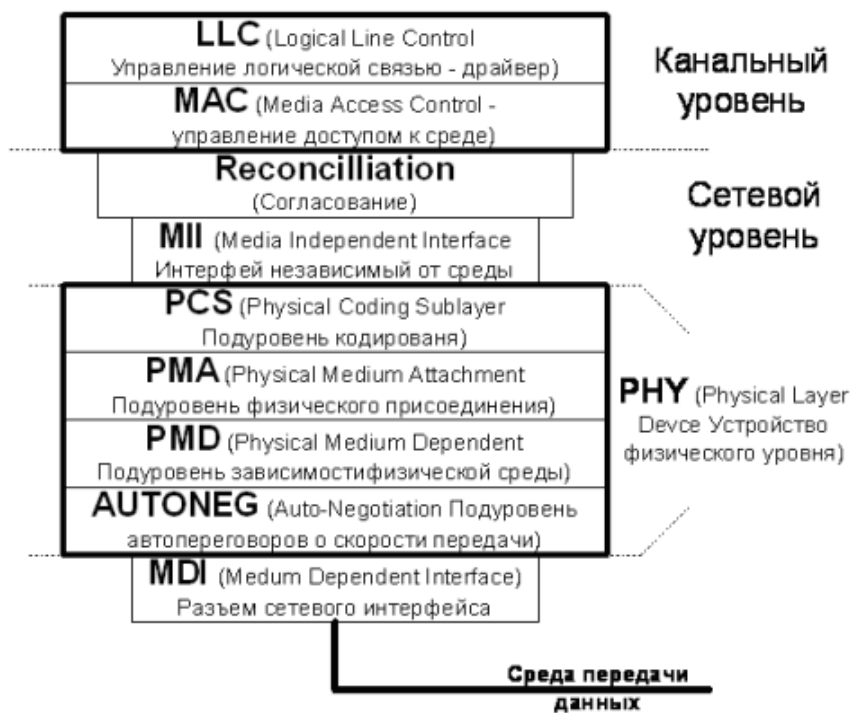 LLC (Logical Line Control
Управление логической связью - драйвер)
MAC (Media Access Control -
управление доступом к среде)
Канальный
уровень
Reconcilliation
(Согласование)
MII (Media Independent Interface
Интерфей независимый от среды
Сетевой
уровень
PCS (Physical Coding Sublayer
Подуровень кодированя)
PMA (Physical Medium Attachment
Подуровень физического присоединения)
PMD (Physical Medium Dependent
Подуровень зависимостифизической среды)
AUTONEG (Auto-Negotiation Подуровень
автопереговоров о скорости передачи)
PHY (Physical Layer
Devce Устройство
физического уровня)
MDI (Medum Dependent Interface)
Разъем сетевого интерфейса
Среда передачи
данных